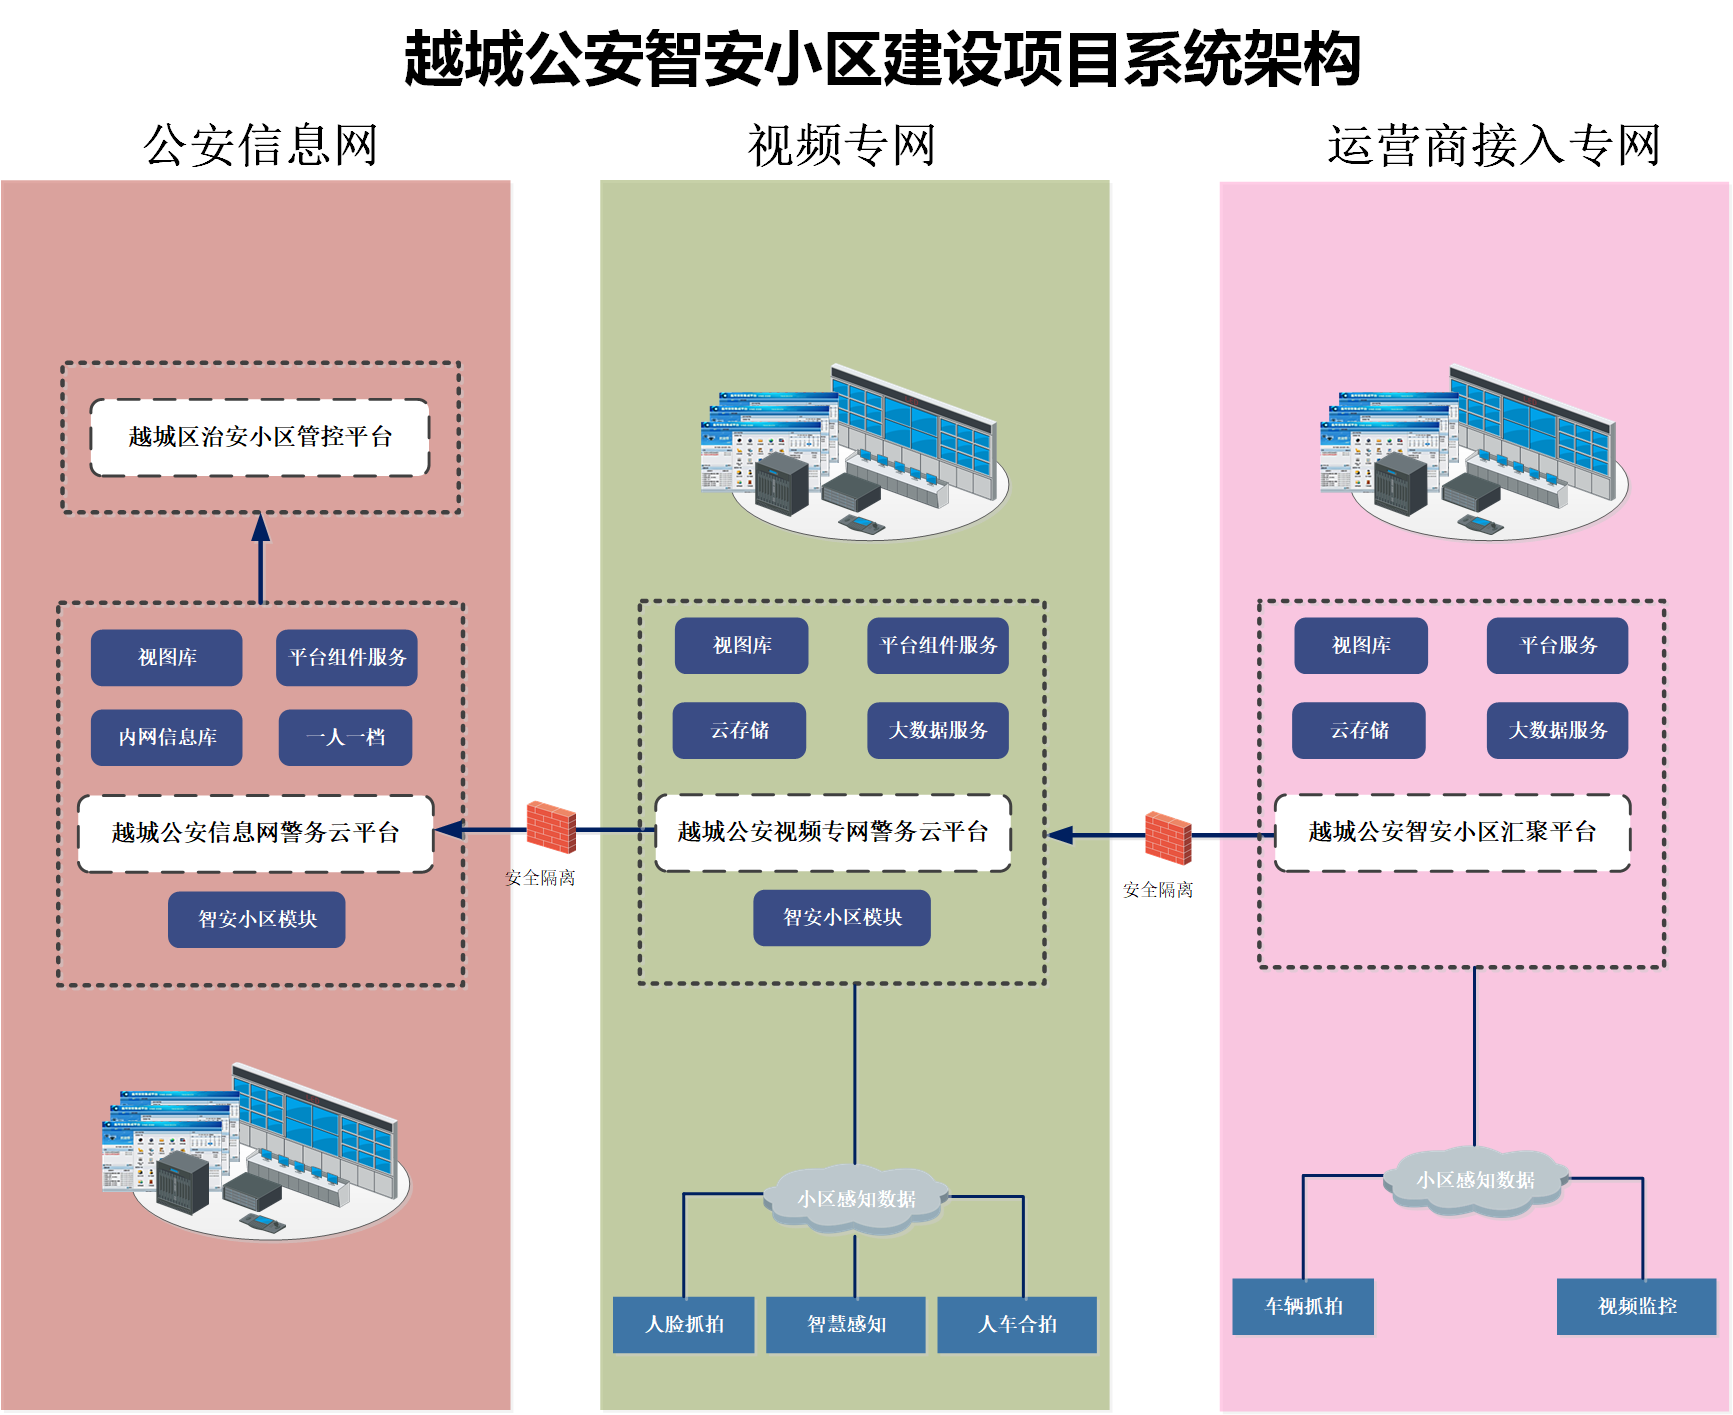 越城公安智安小区建设项目系统架构
公安信息网
视频专网
运营商接入专网
越城区治安小区管控平台
视图库
平台组件服务
内网信息库
一人一档
越城公安信息网警务云平台
智安小区模块
安全隔离
视图库
平台组件服务
云存储
大数据服务
越城公安视频专网警务云平台
智安小区模块
小区感知数据
人脸抓拍
智慧感知
人车合拍
安全隔离
视图库
平台服务
云存储
大数据服务
越城公安智安小区汇聚平台
小区感知数据
车辆抓拍
视频监控